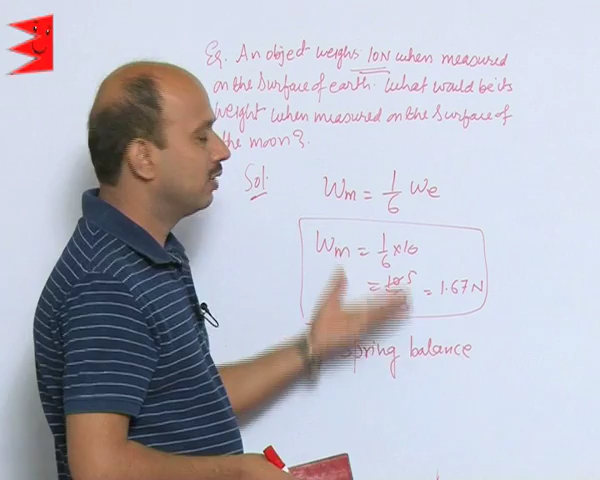 Eg. An object weighs 10N when measured
on the surface of earth. What would be its
weight when measured on the surface of
the moon?
Sol:
Wm = 1/6 We
Wm = 1/6 × 10
= 1.67 N
spring balance